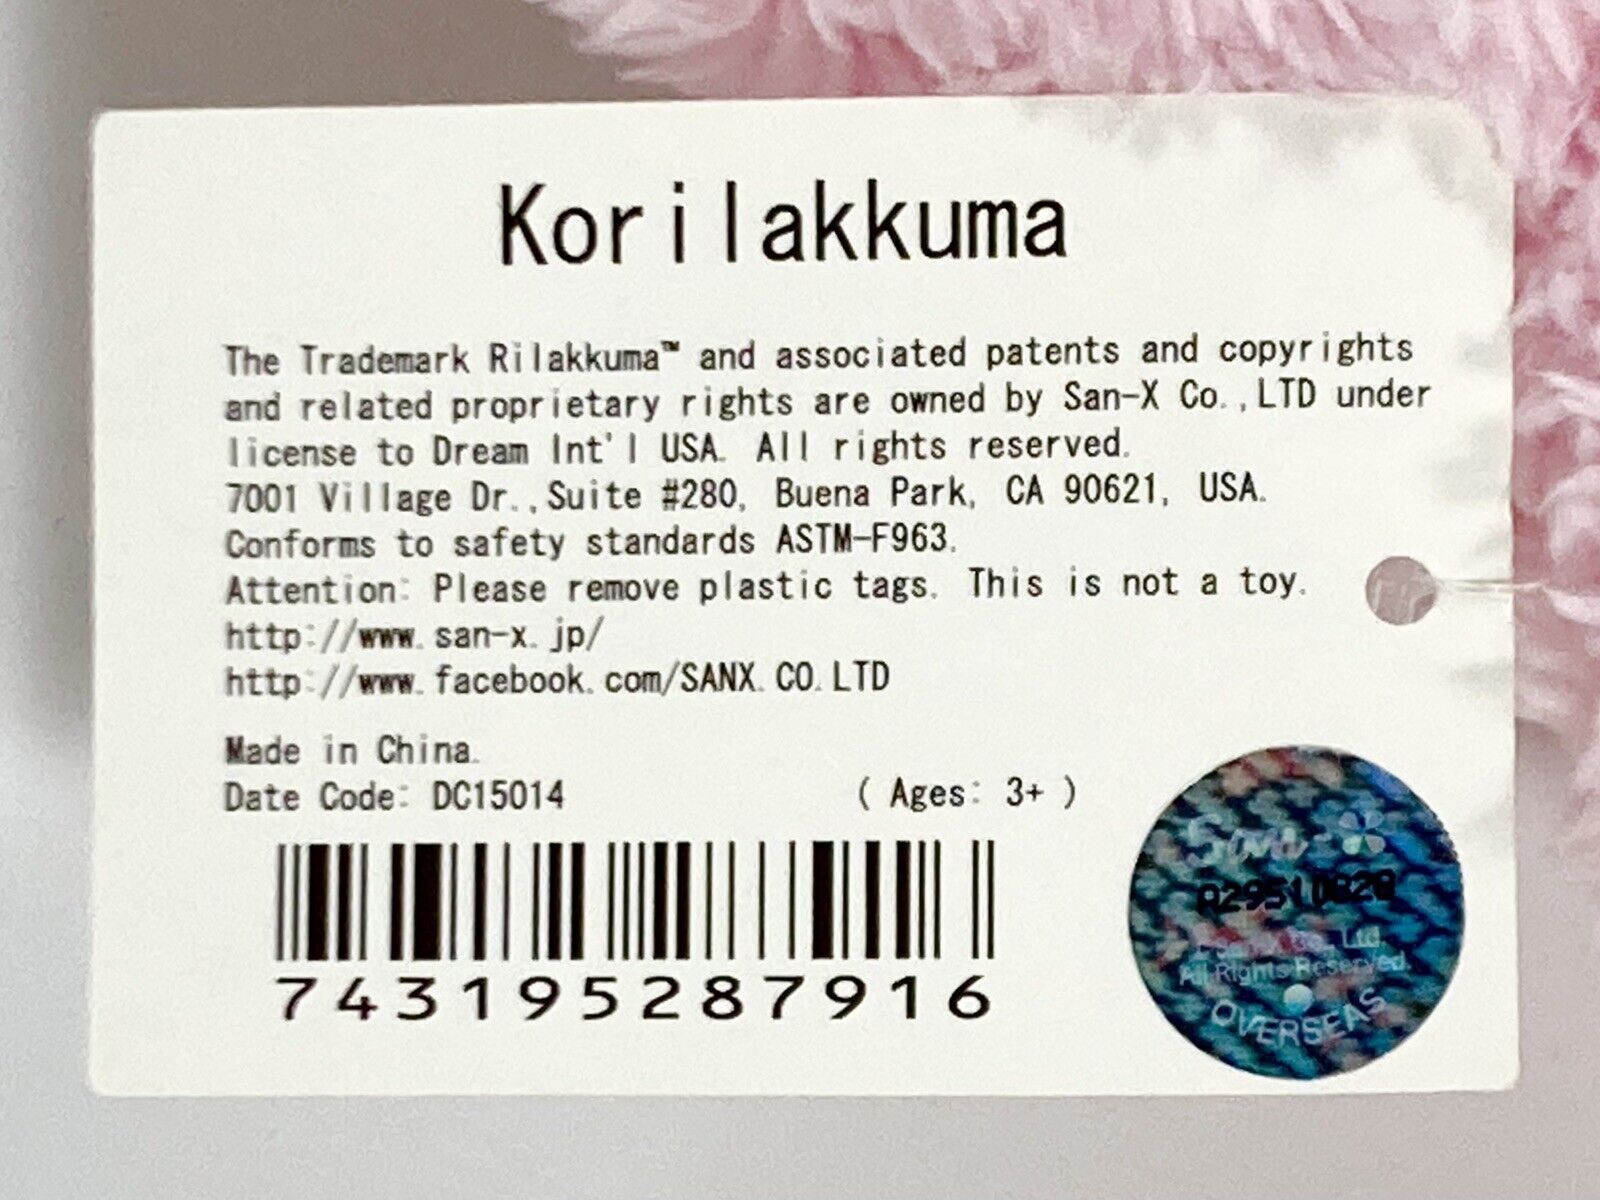 Korilakkuma
The Trademark Rilakkuma™ and associated patents and copyrights
and related proprietary rights are owned by San-X Co.,LTD under
license to Dream Int'l USA. All rights reserved.
7001 Village Dr.,Suite #280, Buena Park, CA 90621, USA.
Conforms to safety standards ASTM-F963.
Attention: Please remove plastic tags. This is not a toy.
http://www.san-x.jp/
http://www.facebook.com/SANX.CO.LTD
Made in China.
Date Code: DC15014 ( Ages: 3+ )
743195287916
Co., Ltd.
All Rights Reserved.
OVERSEAS